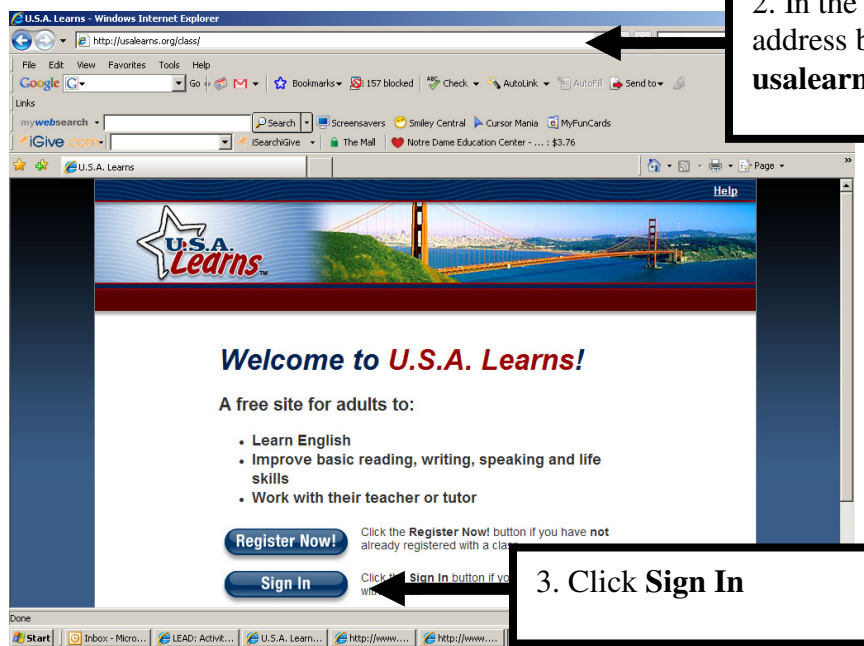 U.S.A. Learns - Windows Internet Explorer
2. In the
address b
usalearn
http://usalearns.org/class/
File Edit View Favorites Tools Help
Google G Go Bookmarks 157 blocked Check AutoLink AutoFill Send to
Links
mywebsearch Search Screensavers Smiley Central Cursor Mania MyFunCards
iGive.com iSearchiGive The Mall Notre Dame Education Center - ... : $3.76
U.S.A. Learns Page »
Help
U.S.A.
Learns TM
Welcome to U.S.A. Learns!
A free site for adults to:
• Learn English
• Improve basic reading, writing, speaking and life
skills
• Work with their teacher or tutor
Register Now! Click the Register Now! button if you have not
already registered with a clas
Sign In Click the Sign In button if yo
with
3. Click Sign In
Done
Start Inbox - Micro... LEAD: Activit... U.S.A. Learn... http://www.... http://www....